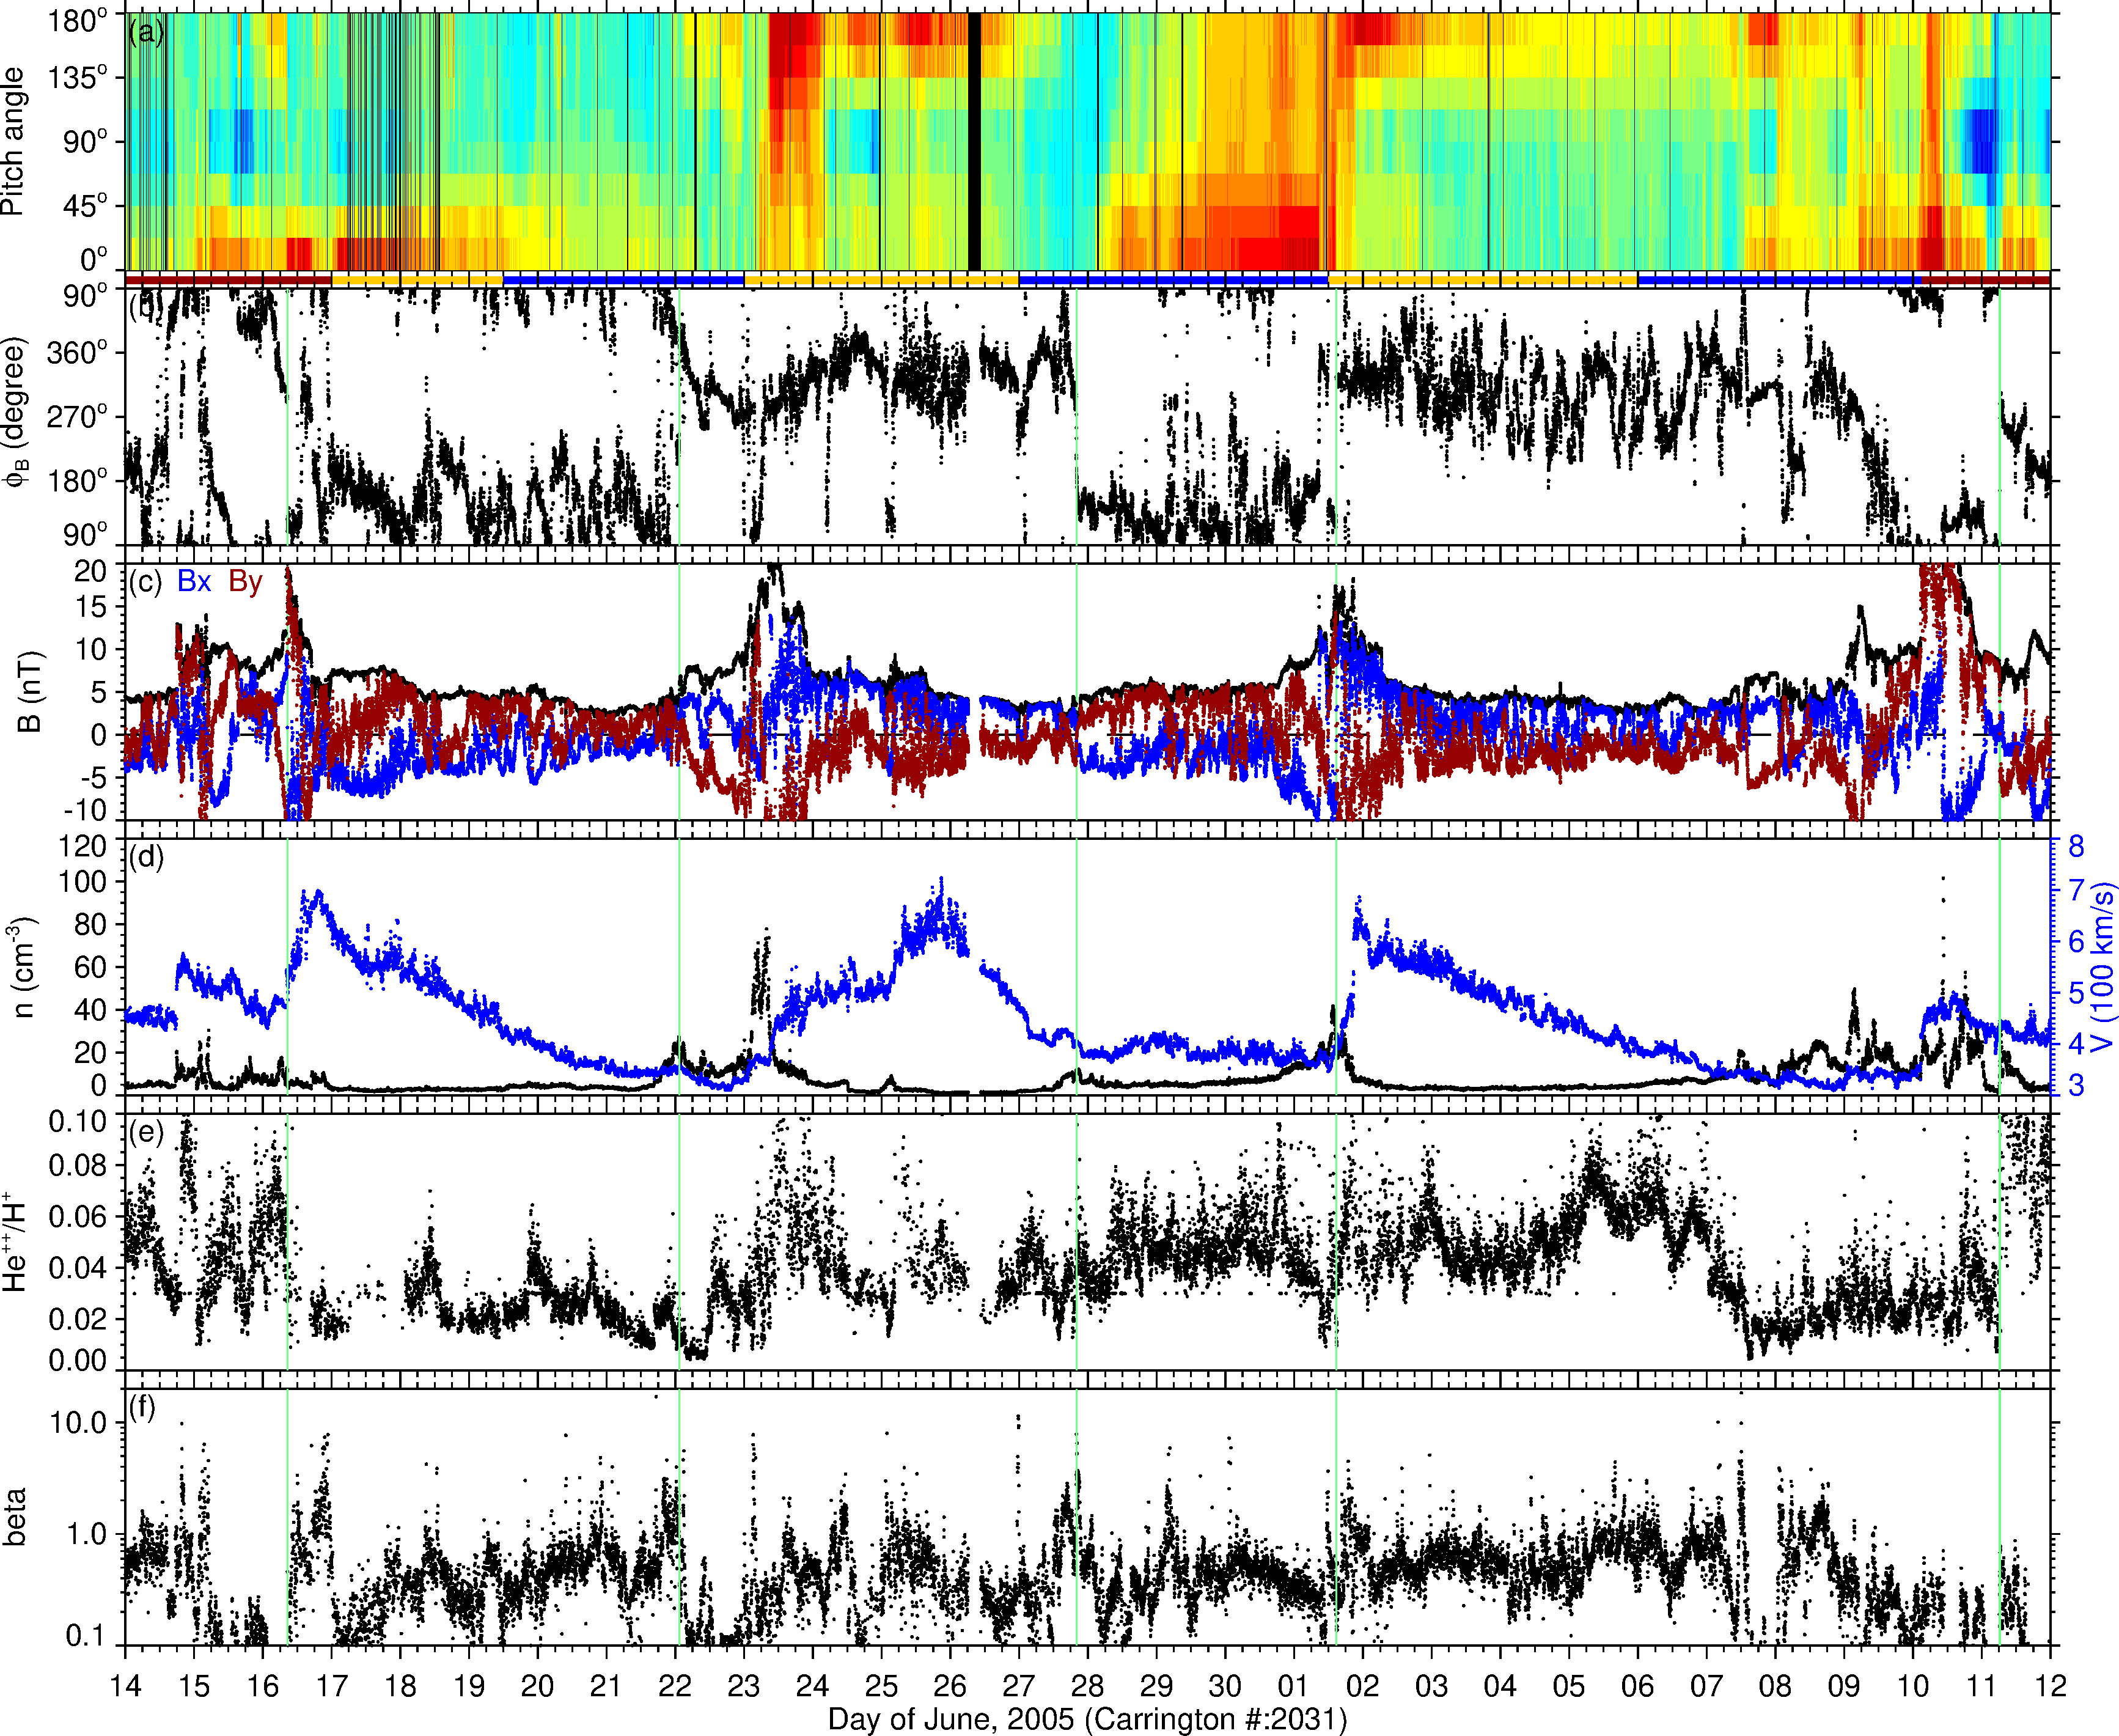 (a)
180°
135°
90°
45°
0°
Pitch angle
(b)
90°
360°
270°
180°
90°
ϕB (degree)
(c) Bx By
20
15
10
5
0
-5
-10
B (nT)
(d)
120
100
80
60
40
20
0
n (cm-3)
8
7
6
5
4
3
V (100 km/s)
(e)
0.10
0.08
0.06
0.04
0.02
0.00
He++/H+
(f)
10.0
1.0
0.1
beta
14 15 16 17 18 19 20 21 22 23 24 25 26 27 28 29 30 01 02 03 04 05 06 07 08 09 10 11 12
Day of June, 2005 (Carrington #:2031)